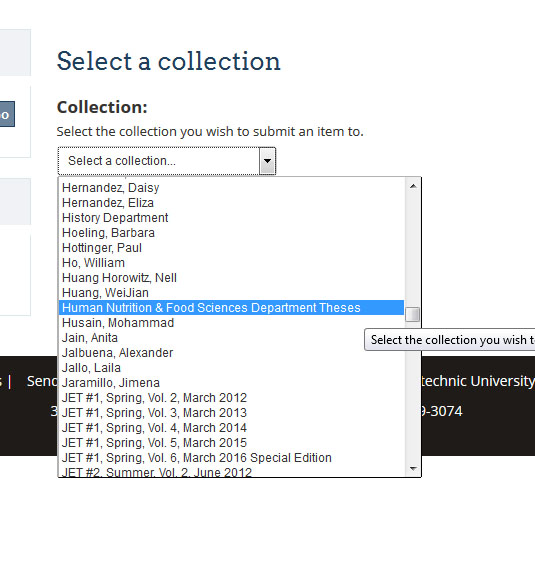 Select a collection
Collection:
Select the collection you wish to submit an item to.
Select a collection...
Hernandez, Daisy
Hernandez, Eliza
History Department
Hoeling, Barbara
Hottinger, Paul
Ho, William
Huang Horowitz, Nell
Huang, WeiJian
Human Nutrition & Food Sciences Department Theses
Husain, Mohammad
Jain, Anita
Select the collection you wish
Jalbuena, Alexander
Jallo, Laila
Jaramillo, Jimena
| Send
technic University
JET #1, Spring, Vol. 2, March 2012
JET #1, Spring, Vol. 3, March 2013
9-3074
JET #1, Spring, Vol. 4, March 2014
JET #1, Spring, Vol. 5, March 2015
JET #1, Spring, Vol. 6, March 2016 Special Edition
JET #2, Summer, Vol. 2, June 2012